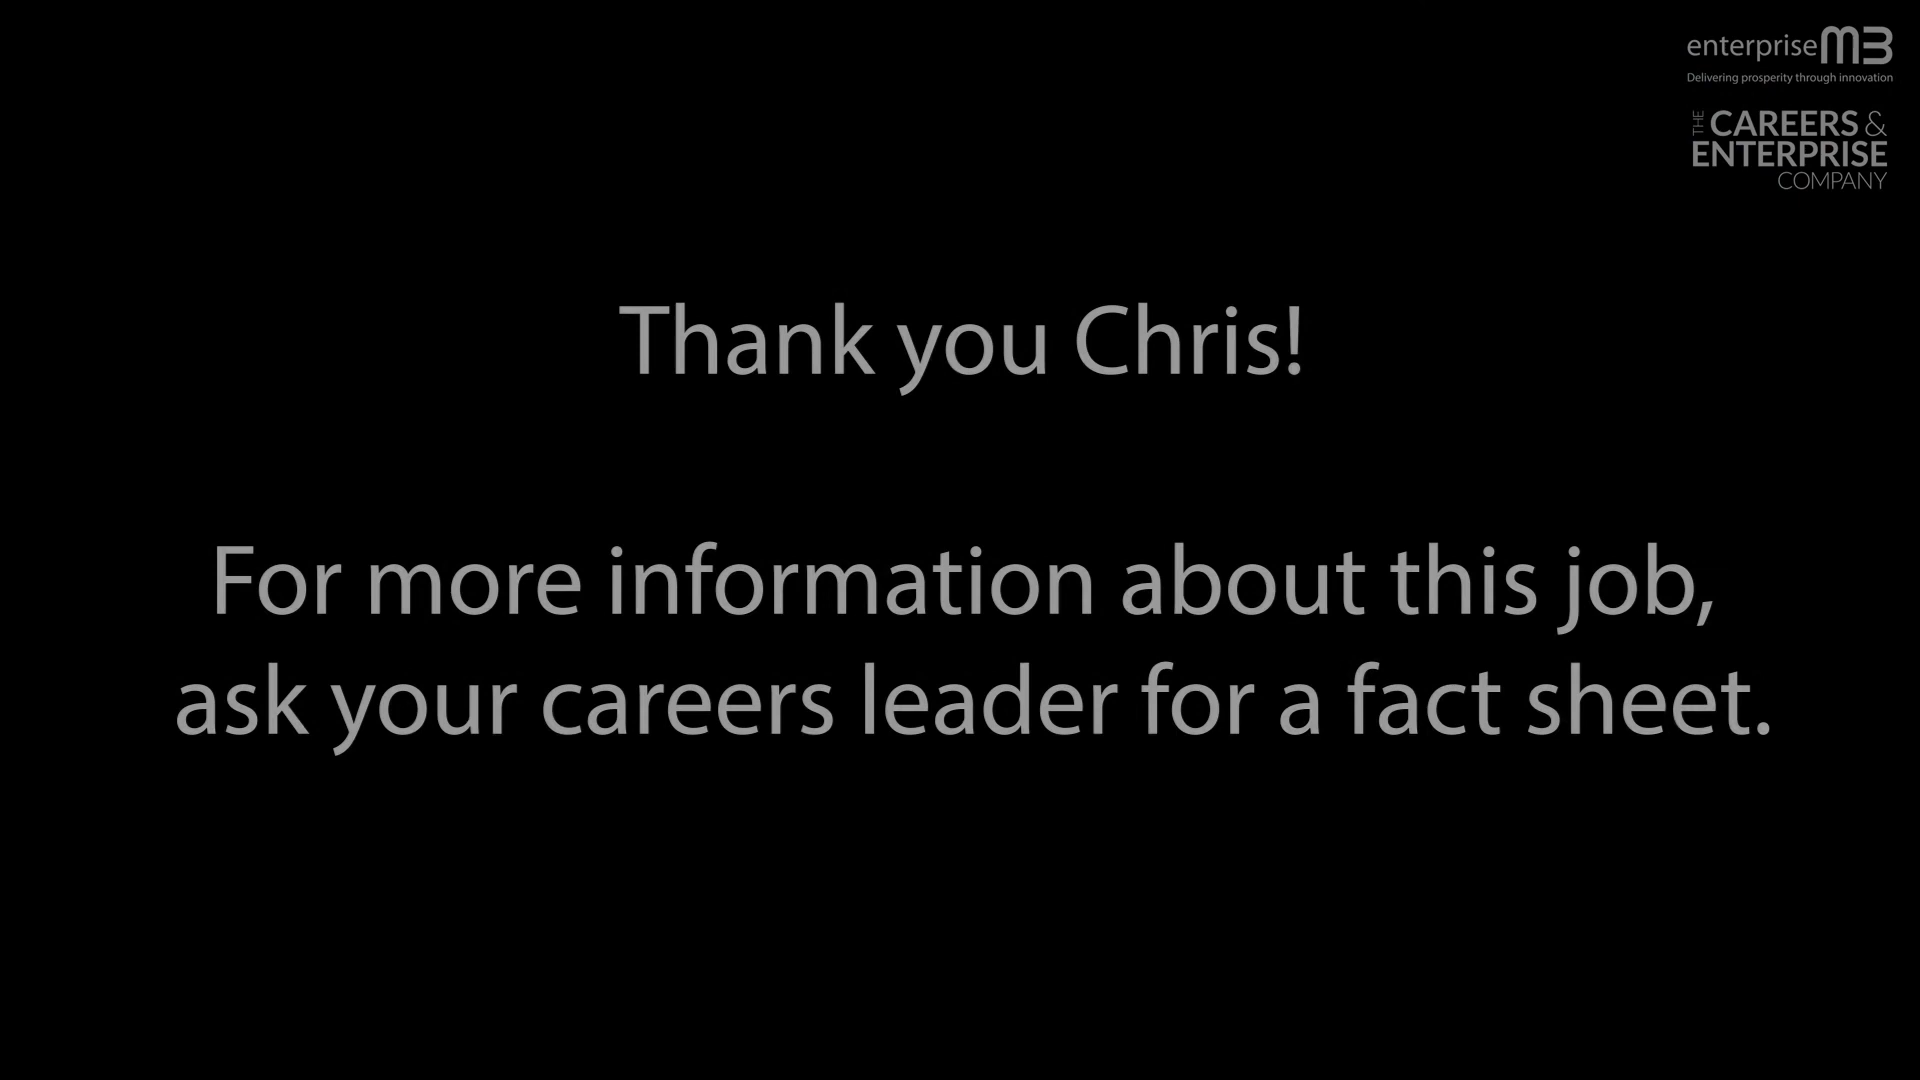 enterprise M3
Delivering prosperity through innovation
THE CAREERS &
ENTERPRISE
COMPANY
Thank you Chris!
For more information about this job,
ask your careers leader for a fact sheet.